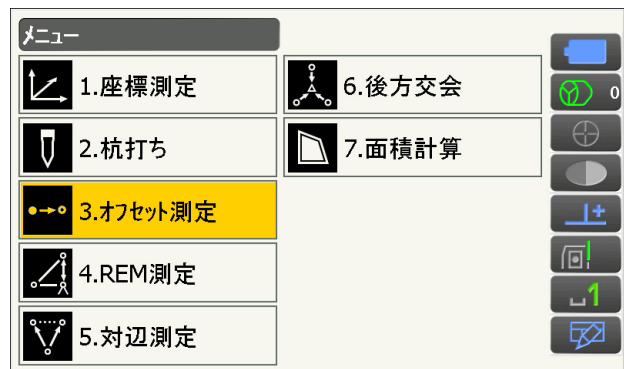 メニュー
1.座標測定
2.杭打ち
3.オフセット測定
4.REM測定
5.対辺測定
6.後方交会
7.面積計算
0